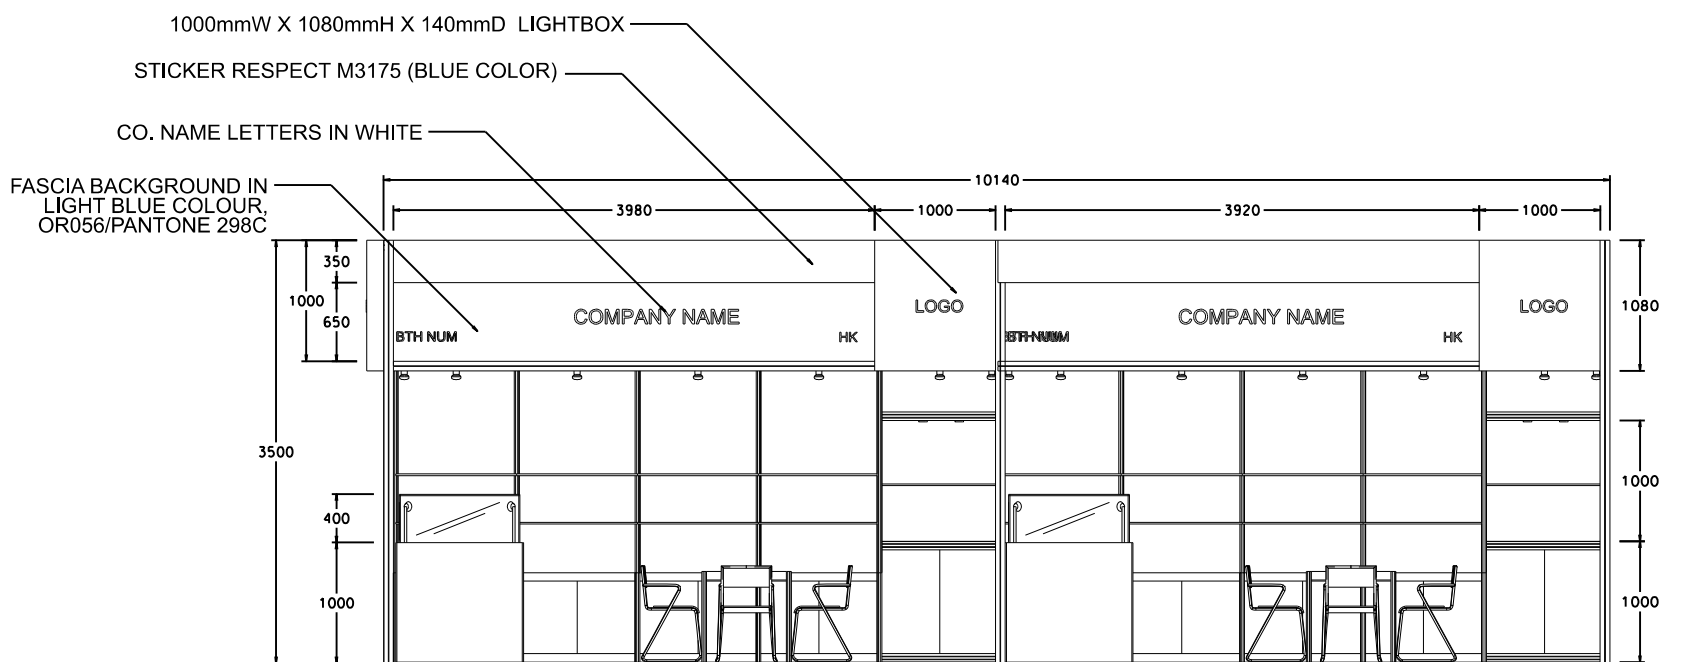 1000mmW X 1080mmH X 140mmD LIGHTBOX
STICKER RESPECT M3175 (BLUE COLOR)
CO. NAME LETTERS IN WHITE
FASCIA BACKGROUND IN
LIGHT BLUE COLOUR,
OR056/PANTONE 298C
10140
3980
1000
3920
1000
350
1000
650
COMPANY NAME
BTH NUM
HK
LOGO
COMPANY NAME
HK
LOGO
1080
3500
400
1000
1000
1000